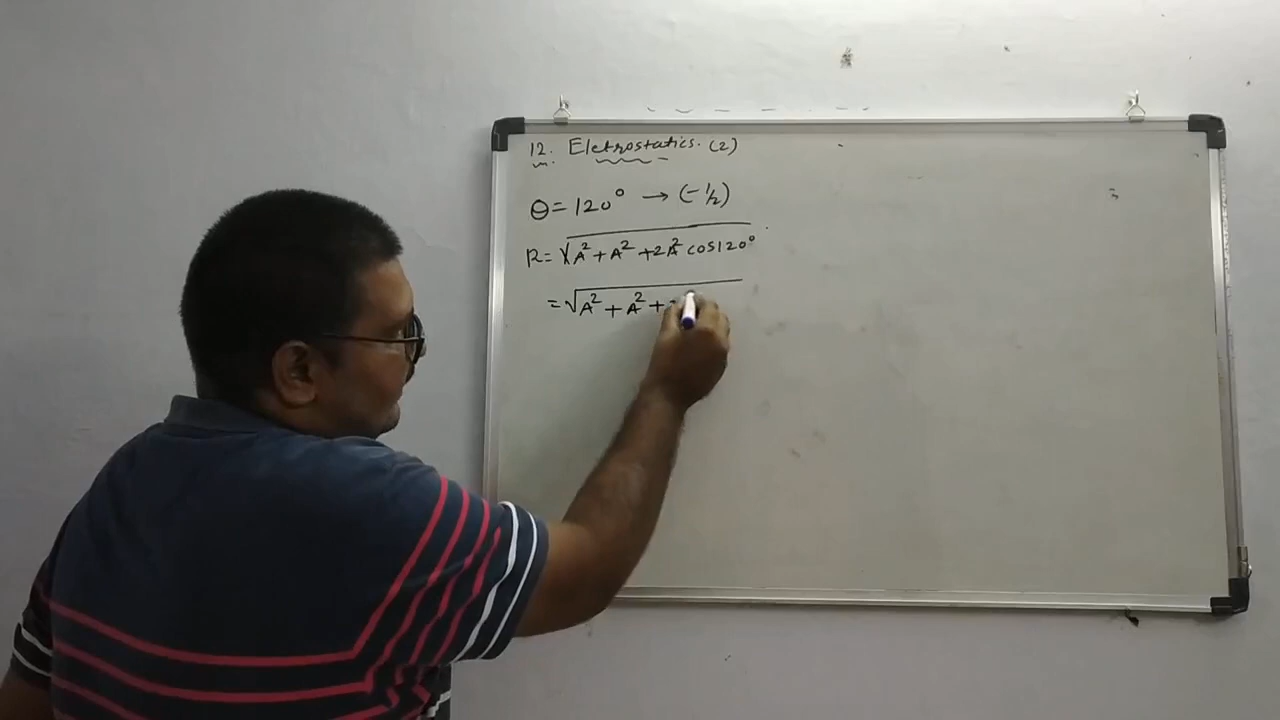 12. Eletrostatics. (2)
θ = 120° → (-1/2)
R = √A² + A² + 2A² cos120°
= √A² + A² +